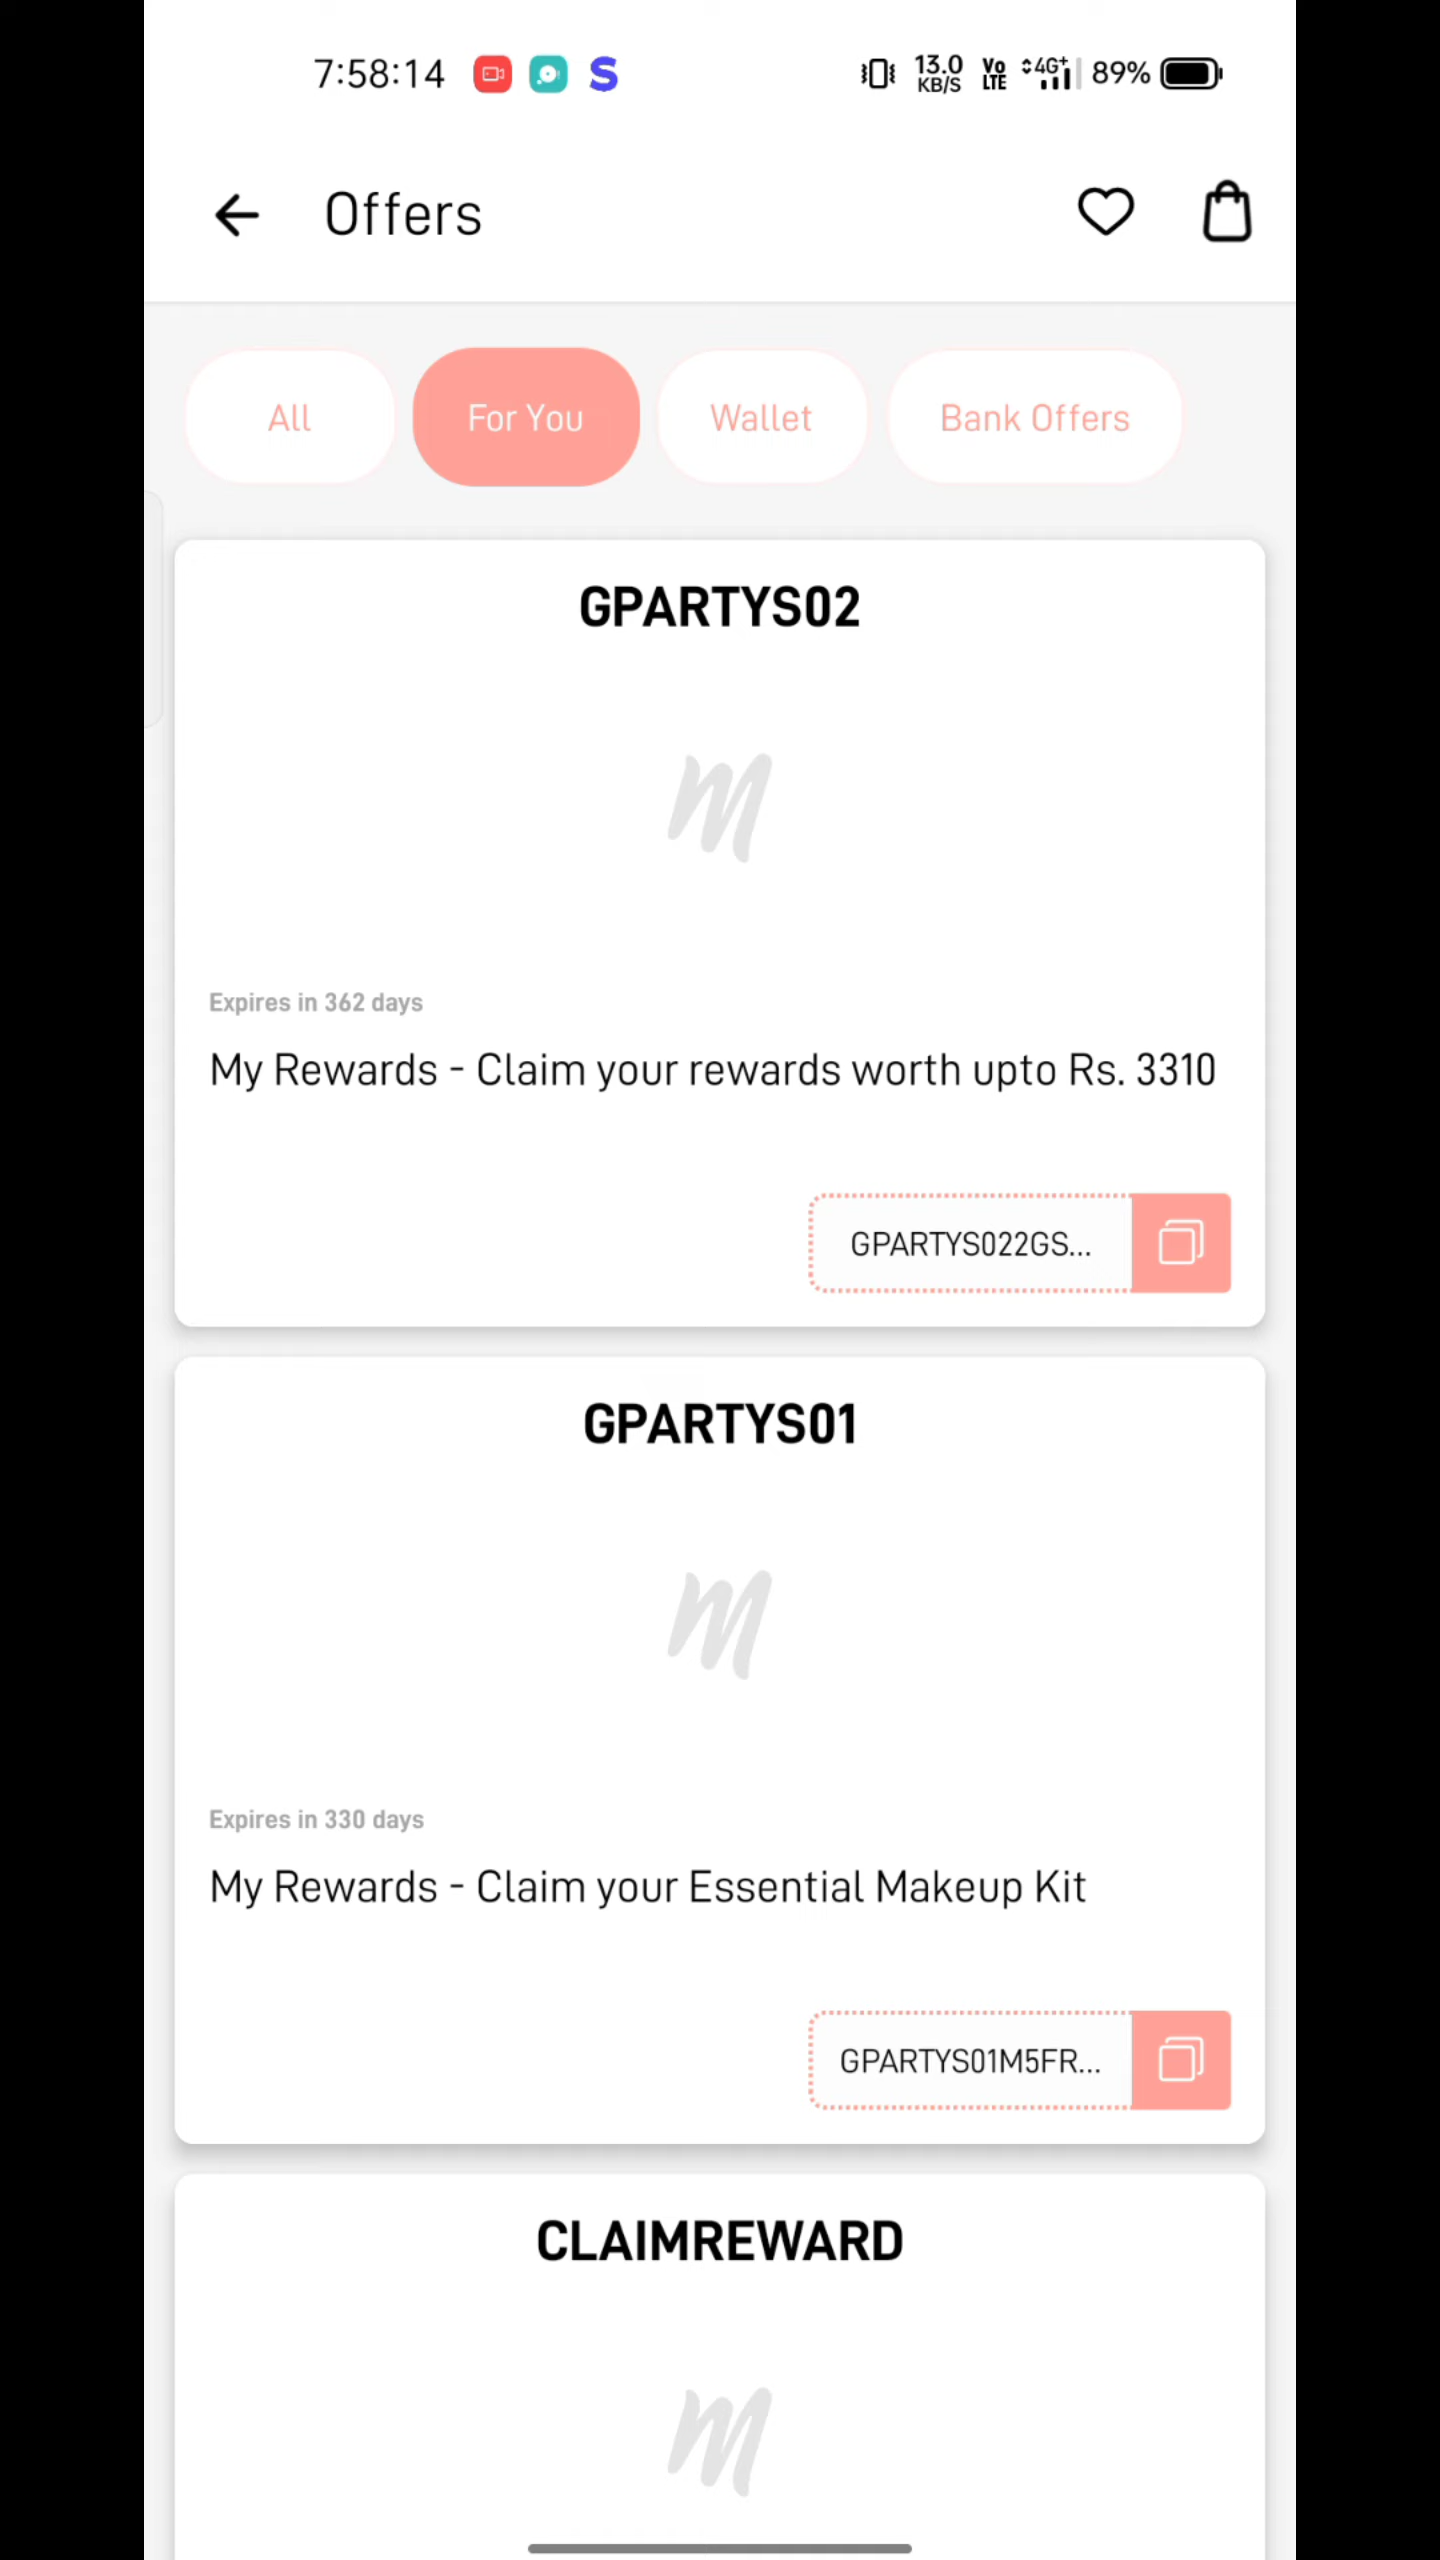 7:58:14 S 13.0 KB/S Vo LTE 4G+ 89%
Offers
All For You Wallet Bank Offers
GPARTYS02
m
Expires in 362 days
My Rewards - Claim your rewards worth upto Rs. 3310
GPARTYS022GS...
GPARTYS01
m
Expires in 330 days
My Rewards - Claim your Essential Makeup Kit
GPARTYS01M5FR...
CLAIMREWARD
m